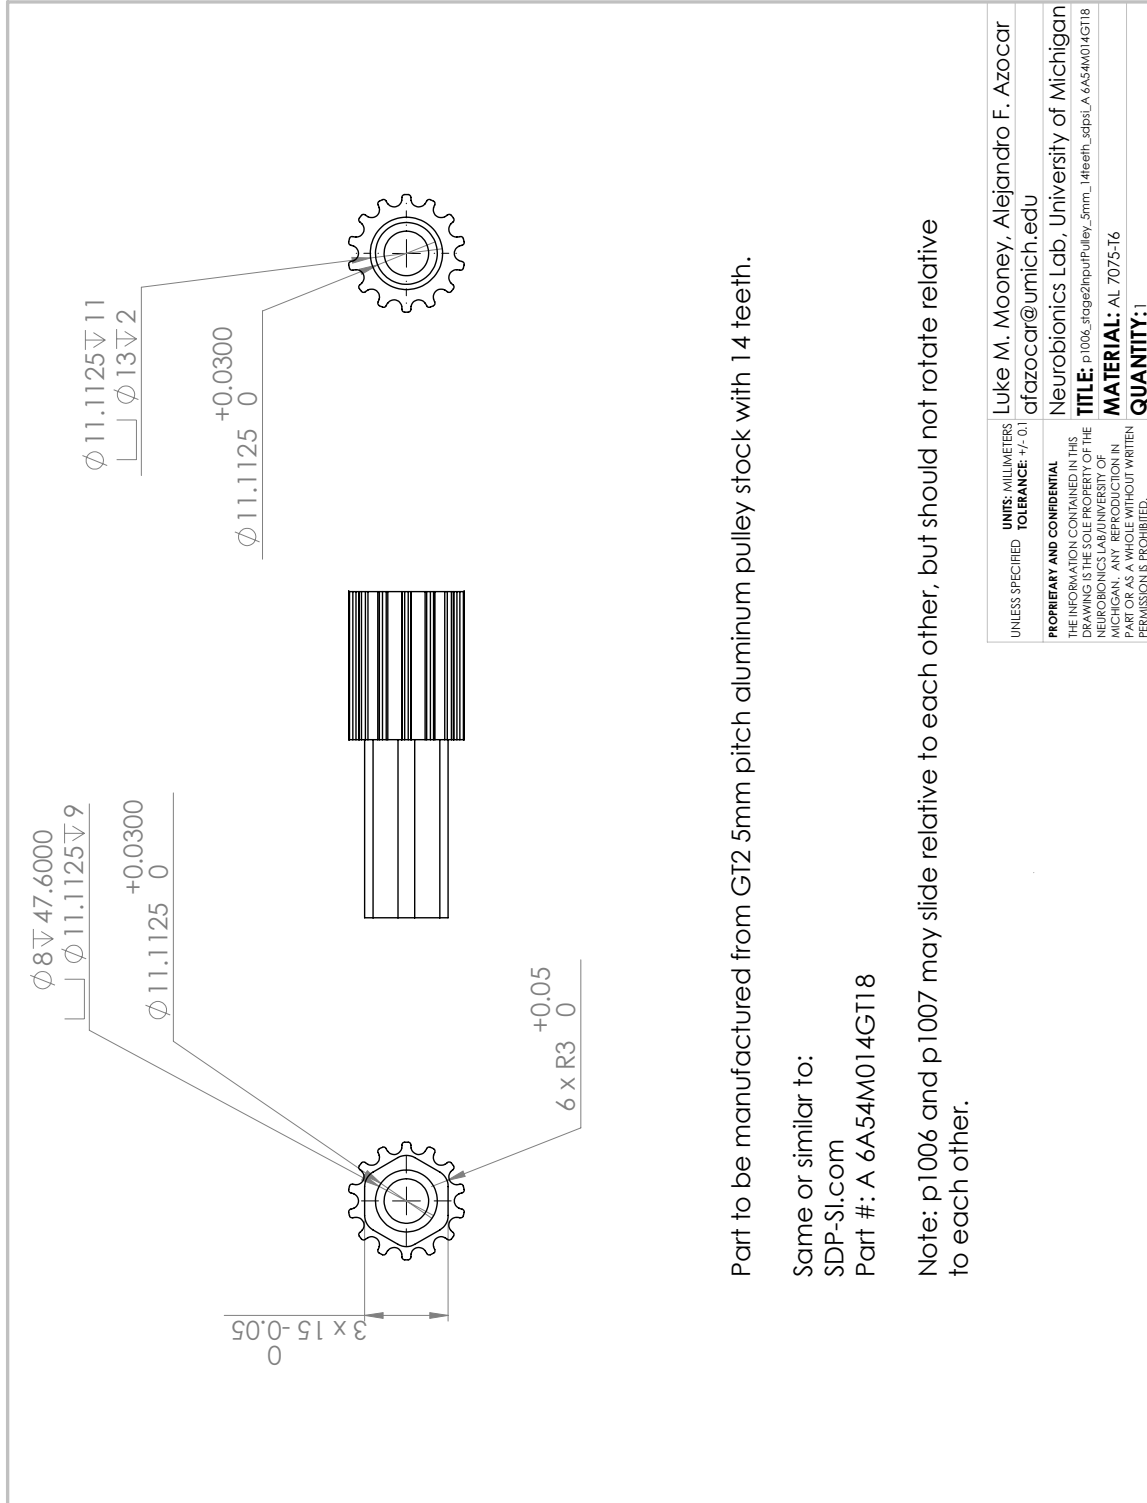 ⌀8↧47.6000
⌴⌀11.1125↧9
⌀11.1125 +0.0300 0
6 x R3 +0.05 0
3 x 15 0 -0.05
⌀11.1125↧11
⌴⌀13↧2
⌀11.1125 +0.0300 0
Part to be manufactured from GT2 5mm pitch aluminum pulley stock with 14 teeth.
Same or similar to:
SDP-SI.com
Part #: A 6A54M014GT18
Note: p1006 and p1007 may slide relative to each other, but should not rotate relative
to each other.
UNLESS SPECIFIED
UNITS: MILLIMETERS
TOLERANCE: +/- 0.1
PROPRIETARY AND CONFIDENTIAL
THE INFORMATION CONTAINED IN THIS
DRAWING IS THE SOLE PROPERTY OF THE
NEUROBIONICS LAB/UNIVERSITY OF
MICHIGAN. ANY REPRODUCTION IN
PART OR AS A WHOLE WITHOUT WRITTEN
PERMISSION IS PROHIBITED.
Luke M. Mooney, Alejandro F. Azocar
afazocar@umich.edu
Neurobionics Lab, University of Michigan
TITLE: p1006_stage2InputPulley_5mm_14teeth_sdpsi_A 6A54M014GT18
MATERIAL: AL 7075-T6
QUANTITY:1